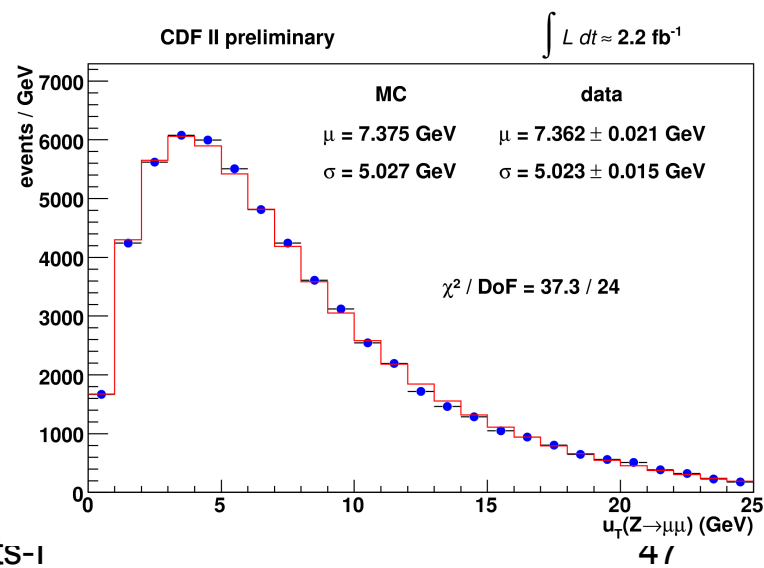 CDF II preliminary
∫ L dt ≈ 2.2 fb⁻¹
events / GeV
MC data
μ = 7.375 GeV μ = 7.362 ± 0.021 GeV
σ = 5.027 GeV σ = 5.023 ± 0.015 GeV
χ² / DoF = 37.3 / 24
7000
6000
5000
4000
3000
2000
1000
0
0 5 10 15 20 25
u_T(Z→μμ) (GeV)
47